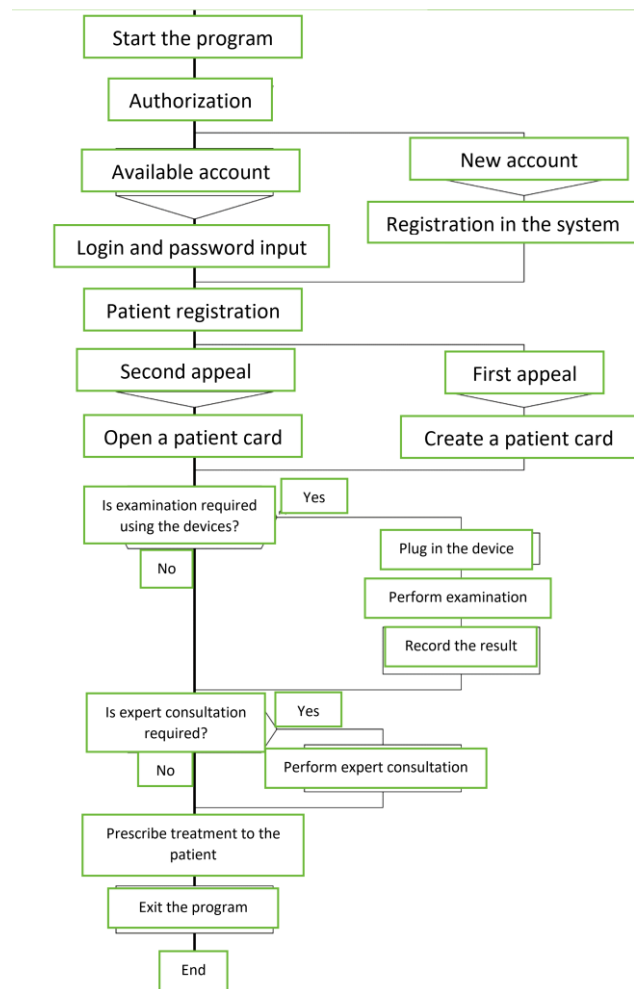 Start the program
Authorization
Available account
New account
Registration in the system
Login and password input
Patient registration
Second appeal
First appeal
Open a patient card
Create a patient card
Is examination required
using the devices?
Yes
No
Plug in the device
Perform examination
Record the result
Is expert consultation
required?
Yes
No
Perform expert consultation
Prescribe treatment to the
patient
Exit the program
End